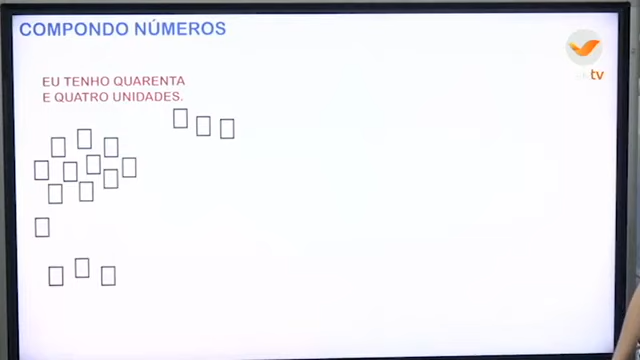 COMPONDO NÚMEROS
EU TENHO QUARENTA
E QUATRO UNIDADES.
tv